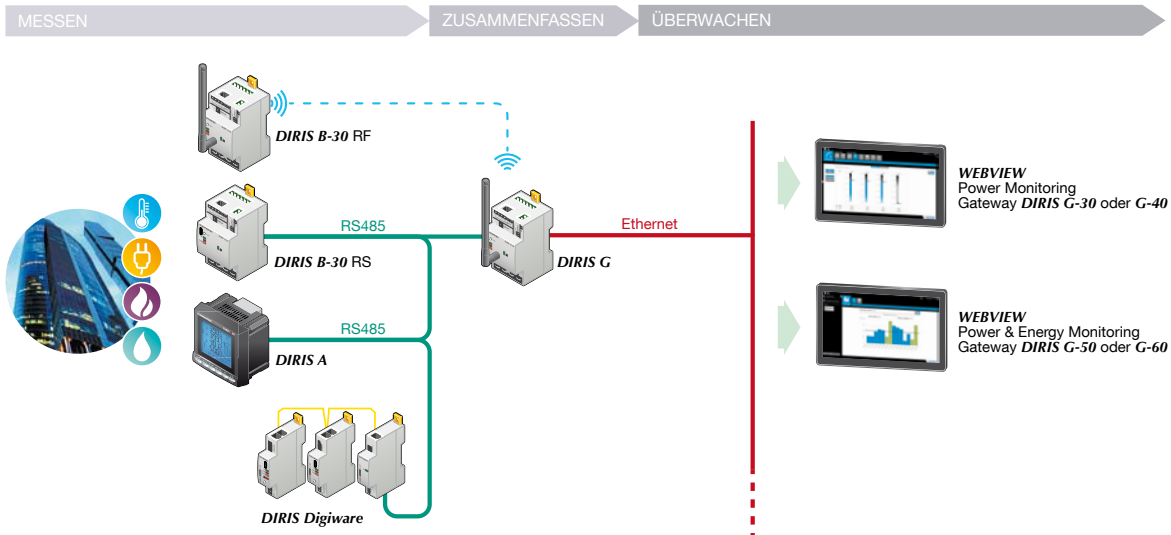 MESSEN
ZUSAMMENFASSEN
ÜBERWACHEN
DIRIS B-30 RF
RS485
DIRIS B-30 RS
DIRIS G
Ethernet
RS485
DIRIS A
DIRIS Digiware
WEBVIEW
Power Monitoring
Gateway DIRIS G-30 oder G-40
WEBVIEW
Power & Energy Monitoring
Gateway DIRIS G-50 oder G-60